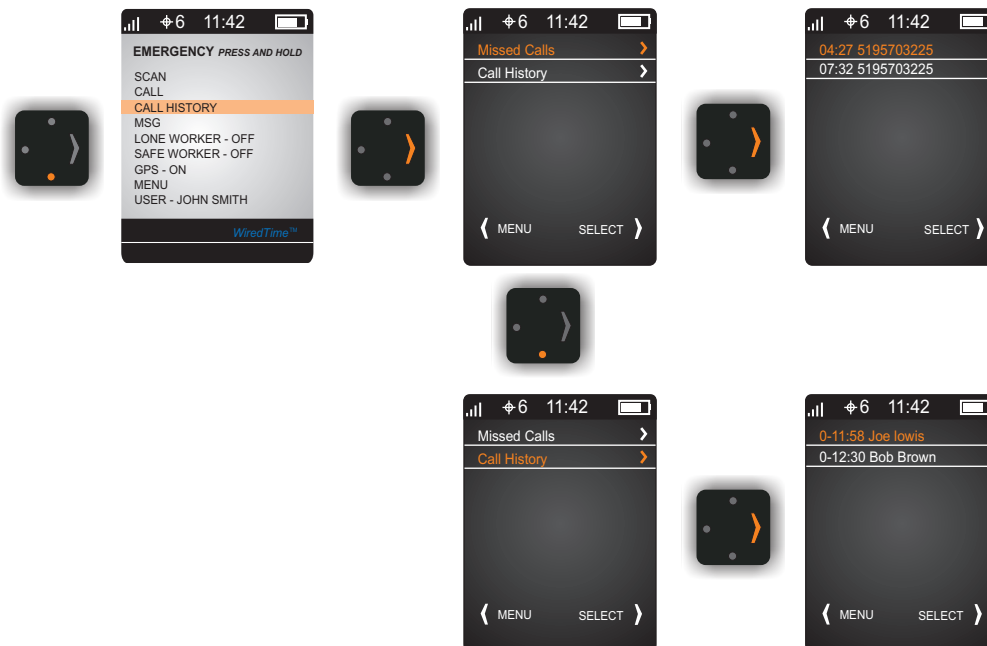 6 11:42
EMERGENCY PRESS AND HOLD
SCAN
CALL
CALL HISTORY
MSG
LONE WORKER - OFF
SAFE WORKER - OFF
GPS - ON
MENU
USER - JOHN SMITH
WiredTime™
6 11:42
Missed Calls
Call History
MENU SELECT
6 11:42
04:27 5195703225
07:32 5195703225
MENU SELECT
6 11:42
Missed Calls
Call History
MENU SELECT
6 11:42
0-11:58 Joe lowis
0-12:30 Bob Brown
MENU SELECT